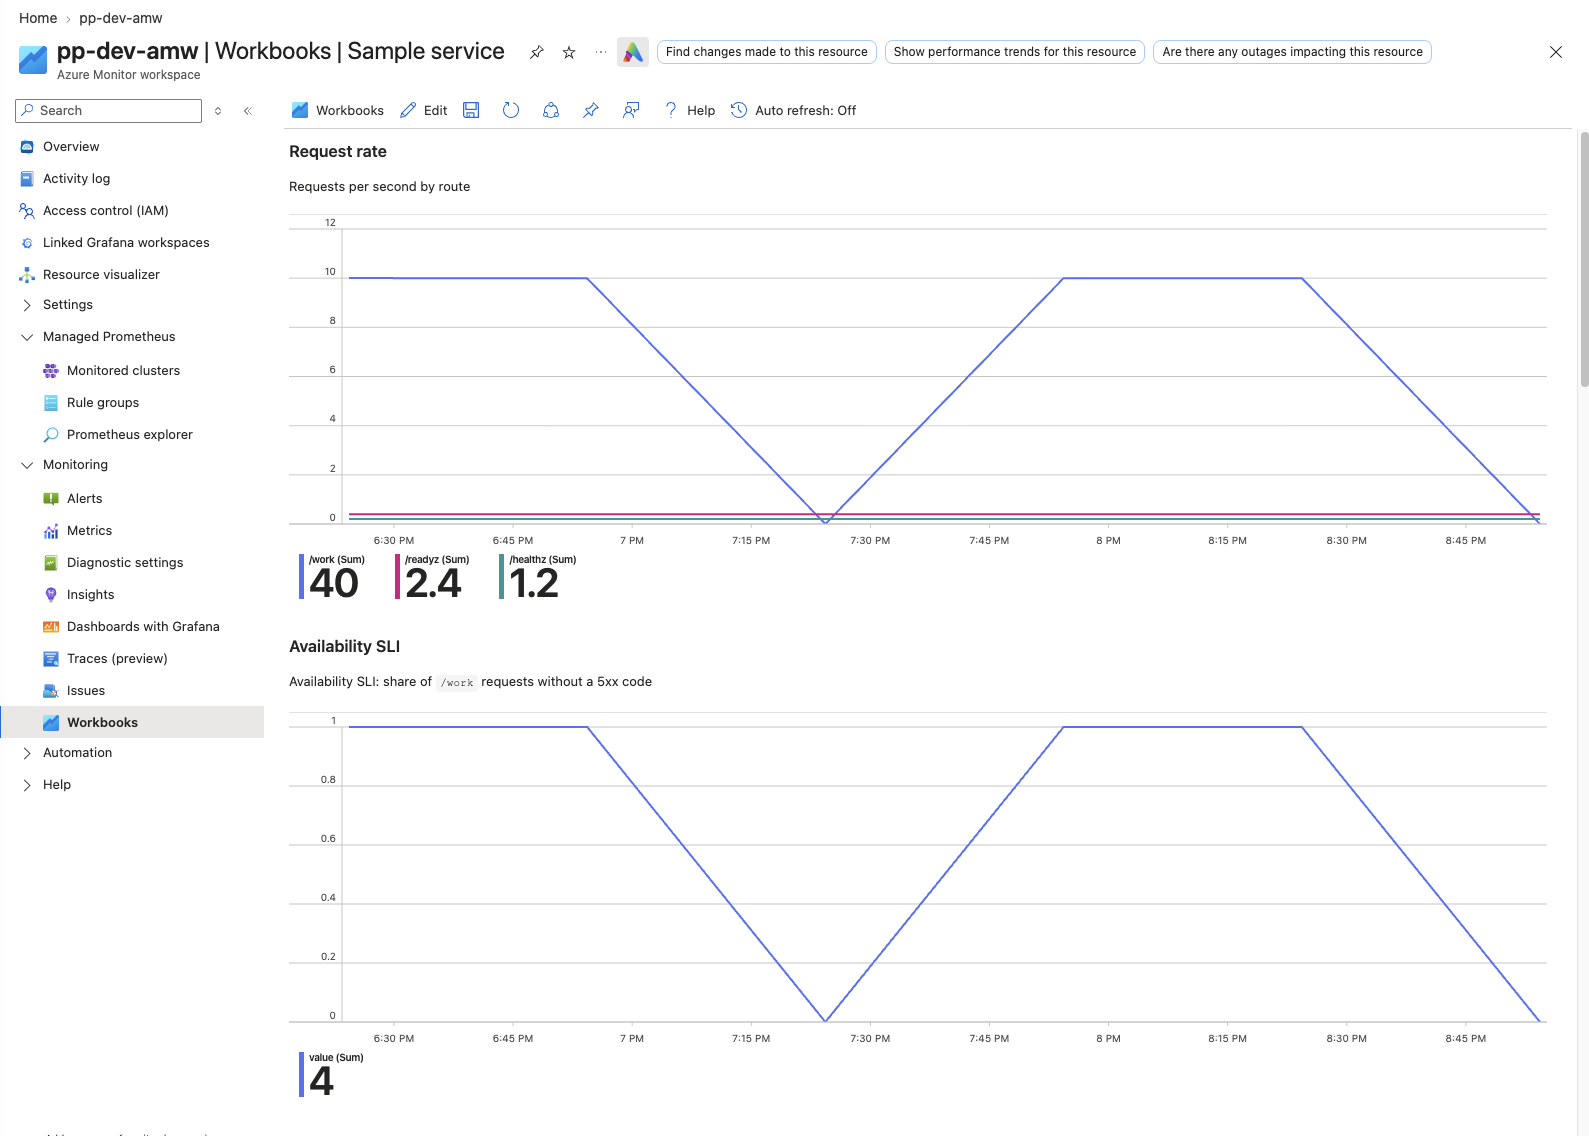 Home › pp-dev-amw
pp-dev-amw | Workbooks | Sample service
Azure Monitor workspace
Find changes made to this resource
Show performance trends for this resource
Are there any outages impacting this resource
Search
Overview
Activity log
Access control (IAM)
Linked Grafana workspaces
Resource visualizer
Settings
Managed Prometheus
Monitored clusters
Rule groups
Prometheus explorer
Monitoring
Alerts
Metrics
Diagnostic settings
Insights
Dashboards with Grafana
Traces (preview)
Issues
Workbooks
Automation
Help
Workbooks Edit Help Auto refresh: Off
Request rate
Requests per second by route
12
10
8
6
4
2
0
6:30 PM 6:45 PM 7 PM 7:15 PM 7:30 PM 7:45 PM 8 PM 8:15 PM 8:30 PM 8:45 PM
/work (Sum) /readyz (Sum) /healthz (Sum)
40 2.4 1.2
Availability SLI
Availability SLI: share of /work requests without a 5xx code
1
0.8
0.6
0.4
0.2
0
6:30 PM 6:45 PM 7 PM 7:15 PM 7:30 PM 7:45 PM 8 PM 8:15 PM 8:30 PM 8:45 PM
value (Sum)
4